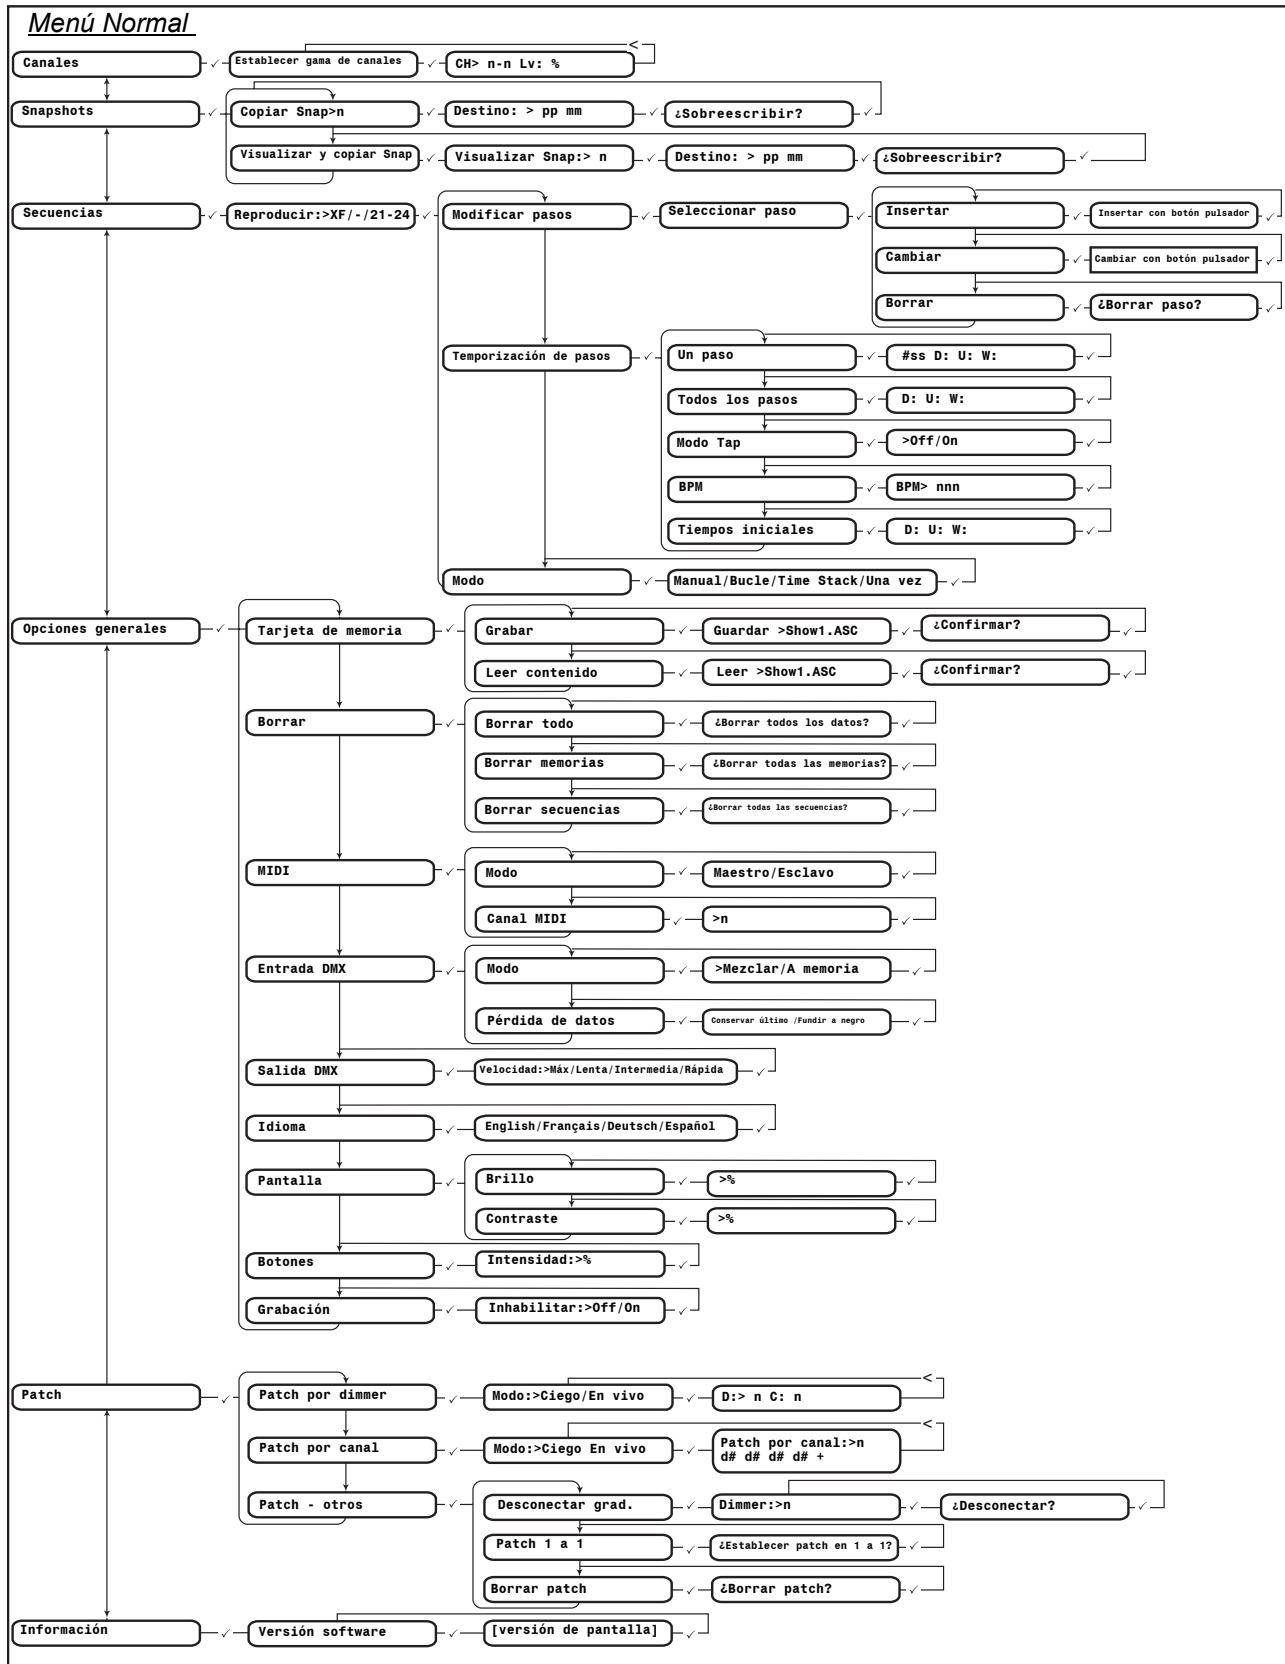 Menú Normal
Canales
Establecer gama de canales
CH> n-n Lv: %
<
Snapshots
Copiar Snap>n
Destino: > pp mm
¿Sobreescribir?
Visualizar y copiar Snap
Visualizar Snap:> n
Destino: > pp mm
¿Sobreescribir?
Secuencias
Reproducir:>XF/-/21-24
Modificar pasos
Seleccionar paso
Insertar
Insertar con botón pulsador
Cambiar
Cambiar con botón pulsador
Borrar
¿Borrar paso?
Temporización de pasos
Un paso
#ss D: U: W:
Todos los pasos
D: U: W:
Modo Tap
>Off/On
BPM
BPM> nnn
Tiempos iniciales
D: U: W:
Modo
Manual/Bucle/Time Stack/Una vez
Opciones generales
Tarjeta de memoria
Grabar
Guardar >Show1.ASC
¿Confirmar?
Leer contenido
Leer >Show1.ASC
¿Confirmar?
Borrar
Borrar todo
¿Borrar todos los datos?
Borrar memorias
¿Borrar todas las memorias?
Borrar secuencias
¿Borrar todas las secuencias?
MIDI
Modo
Maestro/Esclavo
Canal MIDI
>n
Entrada DMX
Modo
>Mezclar/A memoria
Pérdida de datos
Conservar último /Fundir a negro
Salida DMX
Velocidad:>Máx/Lenta/Intermedia/Rápida
Idioma
English/Français/Deutsch/Español
Pantalla
Brillo
>%
Contraste
>%
Botones
Intensidad:>%
Grabación
Inhabilitar:>Off/On
Patch
Patch por dimmer
Modo:>Ciego/En vivo
D:> n C: n
<
Patch por canal
Modo:>Ciego En vivo
Patch por canal:>n
d# d# d# d# +
<
Patch - otros
Desconectar grad.
Dimmer:>n
¿Desconectar?
Patch 1 a 1
¿Establecer patch en 1 a 1?
Borrar patch
¿Borrar patch?
Información
Versión software
[versión de pantalla]